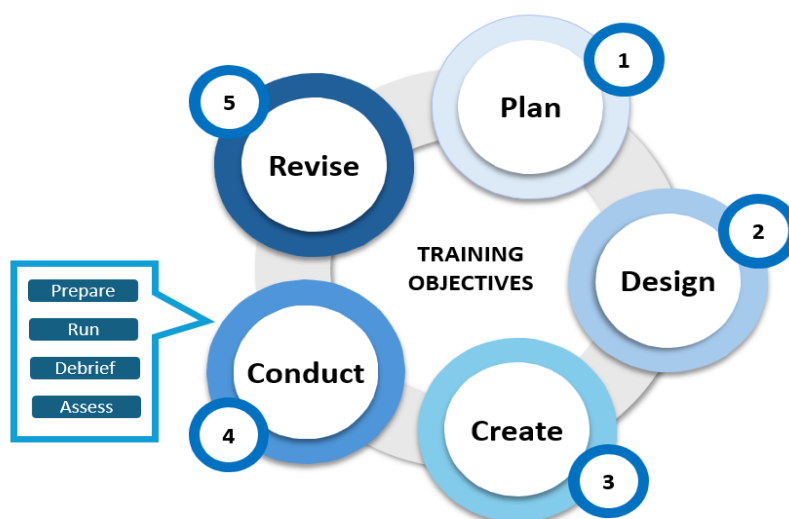 1
Plan
2
Design
3
Create
4
Conduct
Prepare
Run
Debrief
Assess
5
Revise
TRAINING
OBJECTIVES